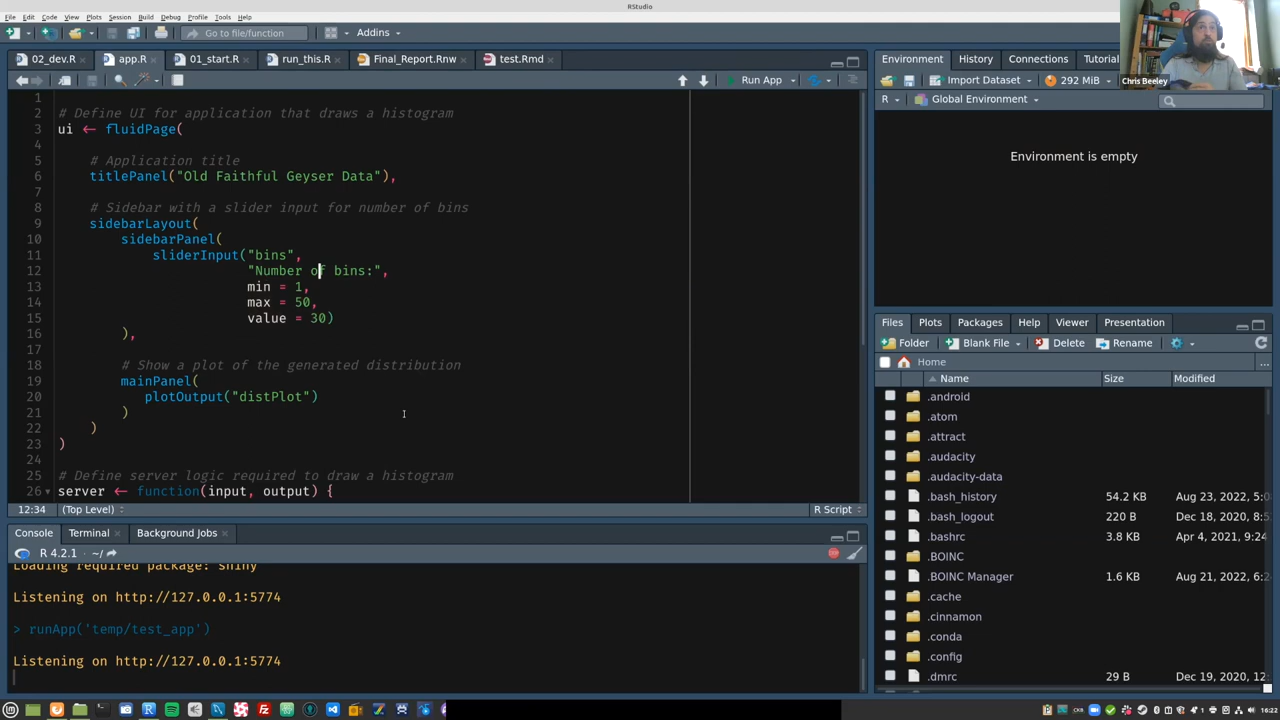 RStudio
File Edit Code View Plots Session Build Debug Profile Tools Help
Go to file/function Addins
02_dev.R app.R 01_start.R run_this.R Final_Report.Rnw test.Rmd
Run App
1
2 # Define UI for application that draws a histogram
3 ui ← fluidPage(
4
5 # Application title
6 titlePanel("Old Faithful Geyser Data"),
7
8 # Sidebar with a slider input for number of bins
9 sidebarLayout(
10 sidebarPanel(
11 sliderInput("bins",
12 "Number of bins:",
13 min = 1,
14 max = 50,
15 value = 30)
16 ),
17
18 # Show a plot of the generated distribution
19 mainPanel(
20 plotOutput("distPlot")
21 )
22 )
23 )
24
25 # Define server logic required to draw a histogram
26 server ← function(input, output) {
12:34 (Top Level) R Script
Console Terminal Background Jobs
R 4.2.1 · ~/
Loading required package: shiny
Listening on http://127.0.0.1:5774
> runApp('temp/test_app')
Listening on http://127.0.0.1:5774
Chris Beeley
Environment History Connections Tutorial
Import Dataset 292 MiB
R Global Environment
Environment is empty
Files Plots Packages Help Viewer Presentation
Folder Blank File Delete Rename
Home ...
Name Size Modified
.android
.atom
.attract
.audacity
.audacity-data
.bash_history 54.2 KB Aug 23, 2022, 5:0
.bash_logout 220 B Dec 18, 2020, 8:5
.bashrc 3.8 KB Apr 4, 2021, 9:24
.BOINC
.BOINC Manager 1.6 KB Aug 21, 2022, 6:2
.cache
.cinnamon
.conda
.config
.dmrc 29 B Dec 19, 2020,
16:22